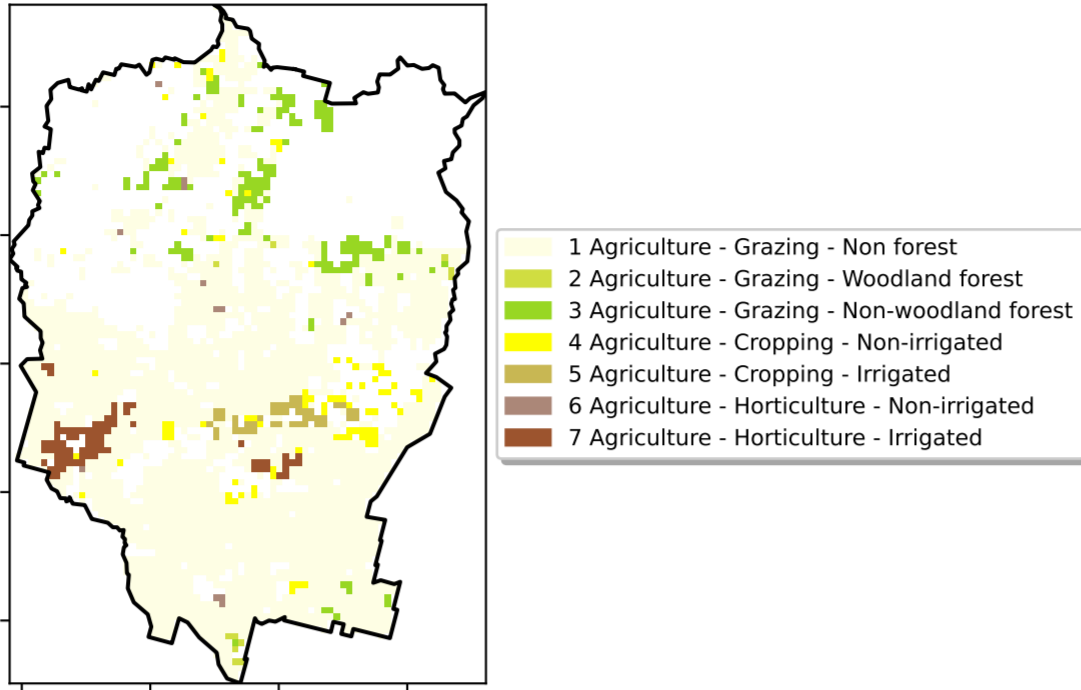 1 Agriculture - Grazing - Non forest
2 Agriculture - Grazing - Woodland forest
3 Agriculture - Grazing - Non-woodland forest
4 Agriculture - Cropping - Non-irrigated
5 Agriculture - Cropping - Irrigated
6 Agriculture - Horticulture - Non-irrigated
7 Agriculture - Horticulture - Irrigated